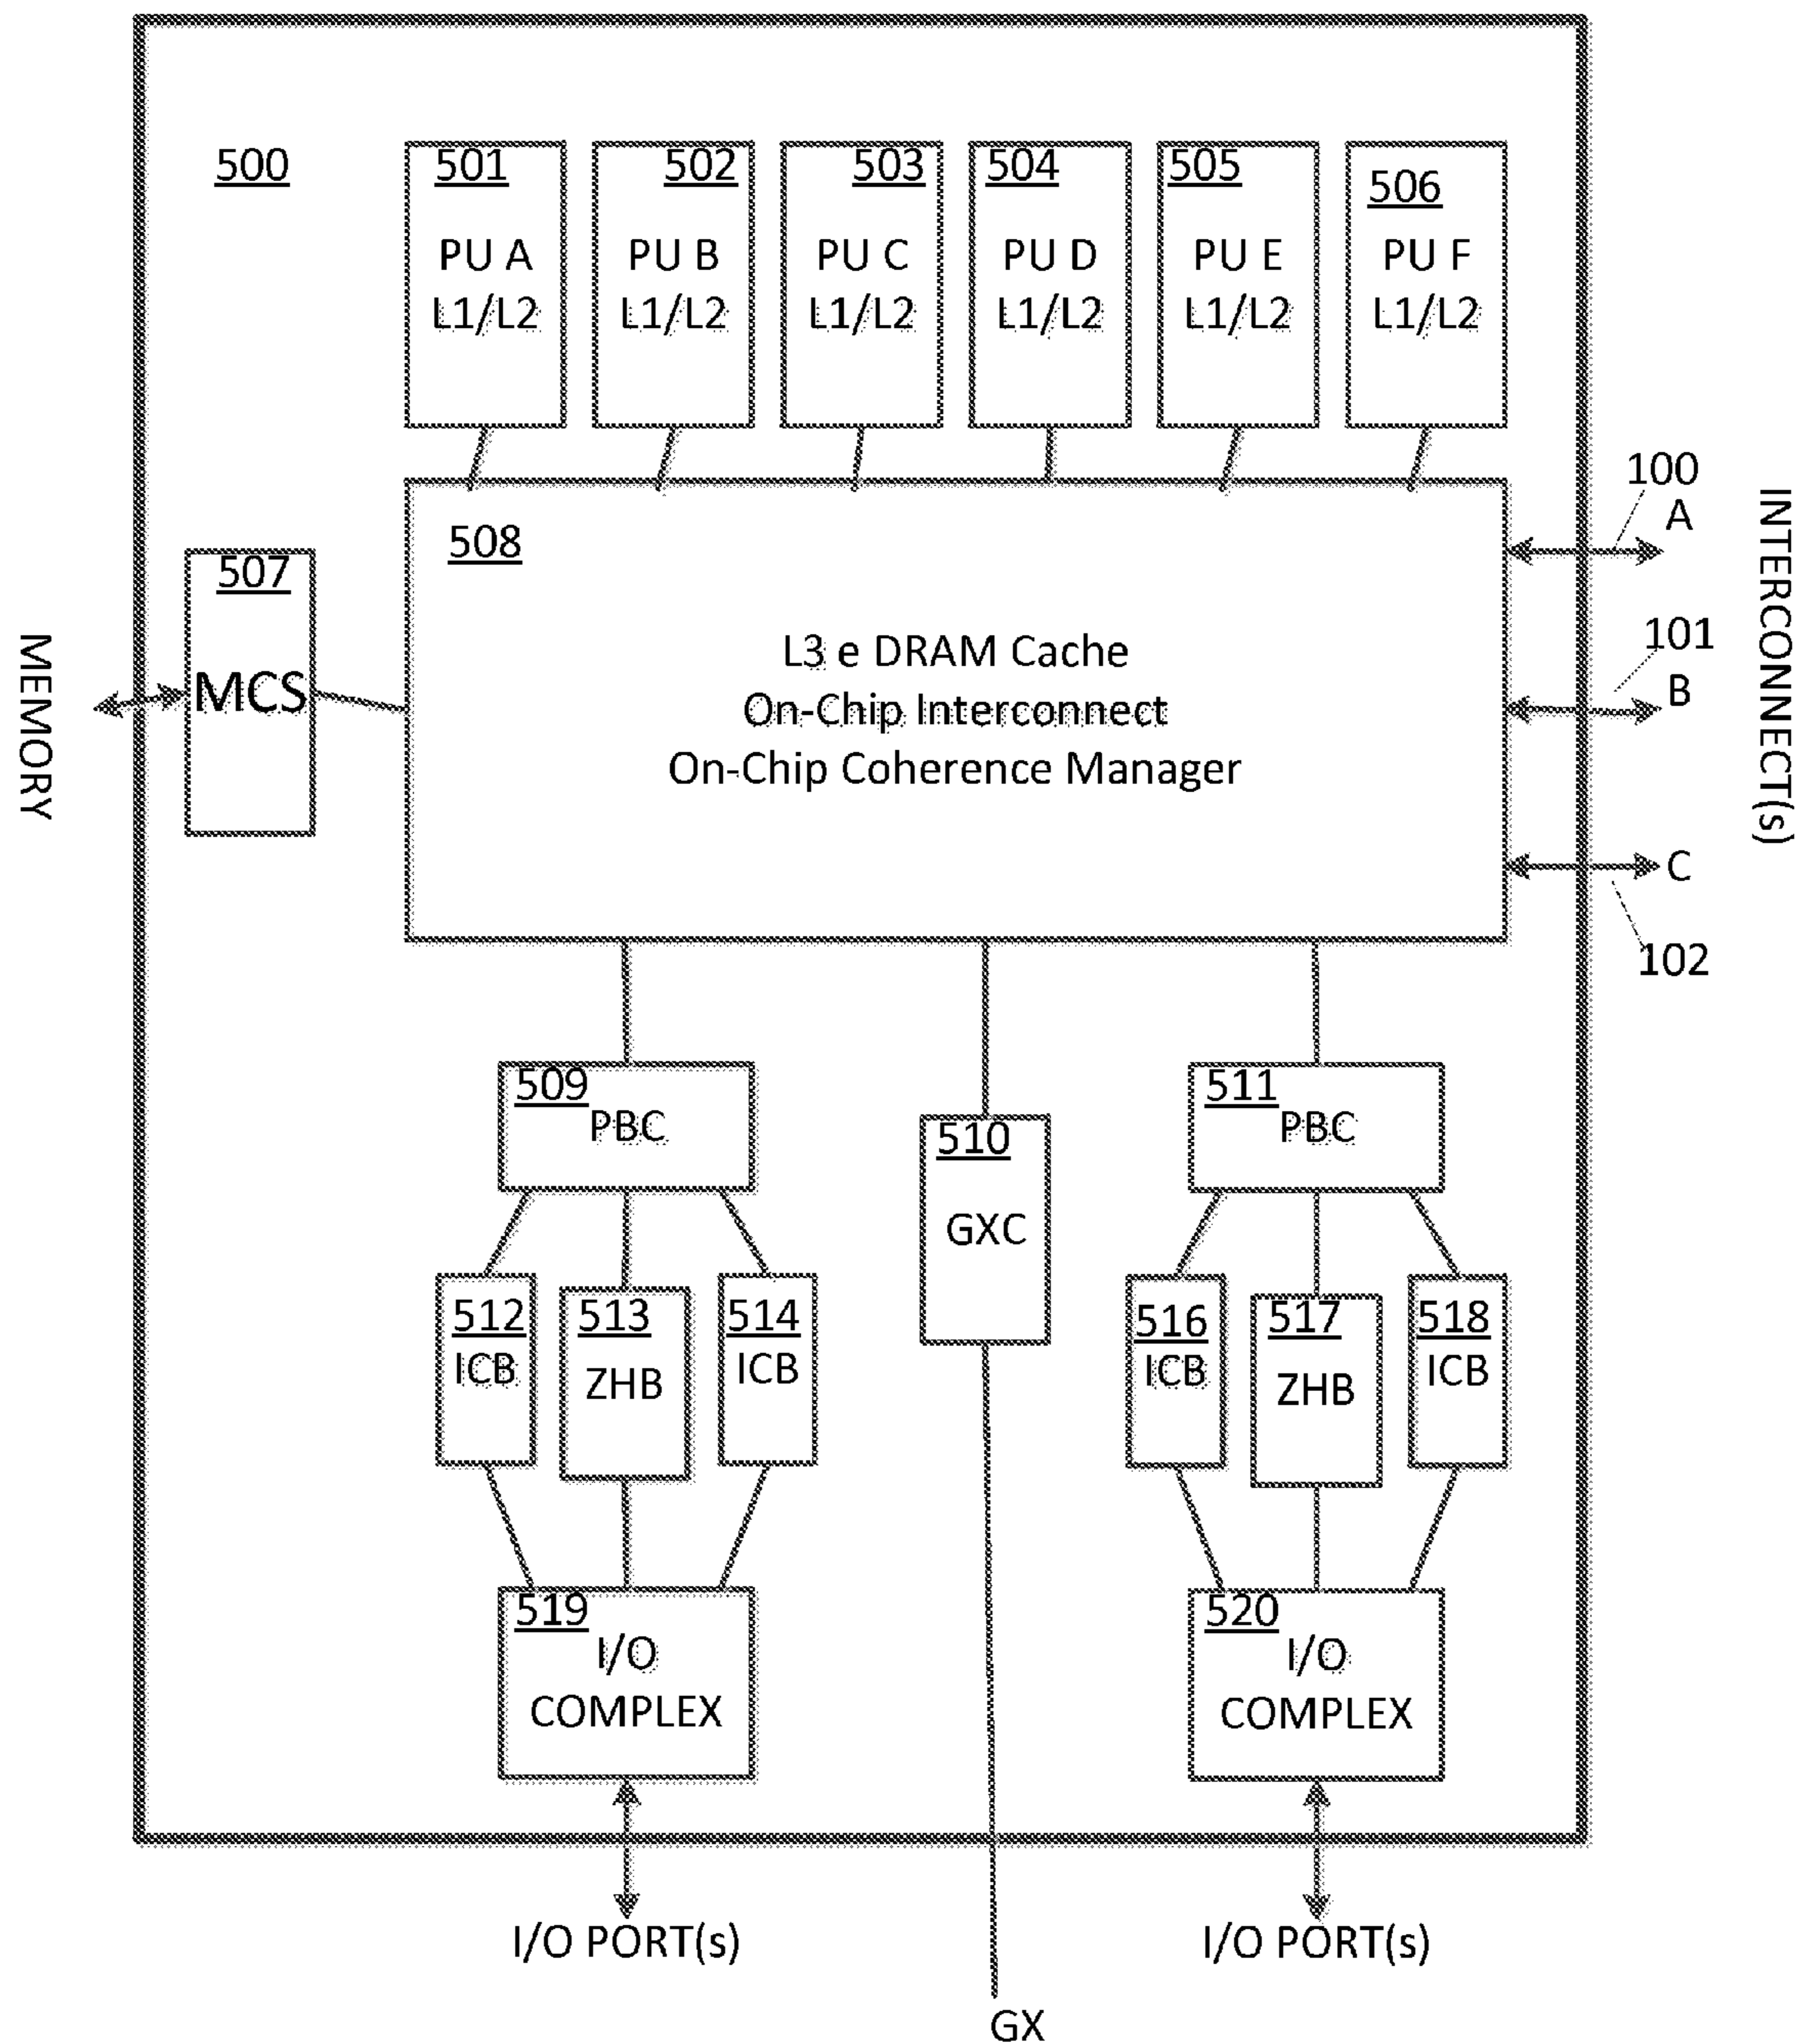 500
501
PU A
L1/L2
502
PU B
L1/L2
503
PU C
L1/L2
504
PU D
L1/L2
505
PU E
L1/L2
506
PU F
L1/L2
MEMORY
507
MCS
508
L3 e DRAM Cache
On-Chip Interconnect
On-Chip Coherence Manager
100
A
101
B
C
102
INTERCONNECT(s)
509
PBC
510
GXC
511
PBC
512
ICB
513
ZHB
514
ICB
516
ICB
517
ZHB
518
ICB
519
I/O
COMPLEX
520
I/O
COMPLEX
I/O PORT(s)
GX
I/O PORT(s)